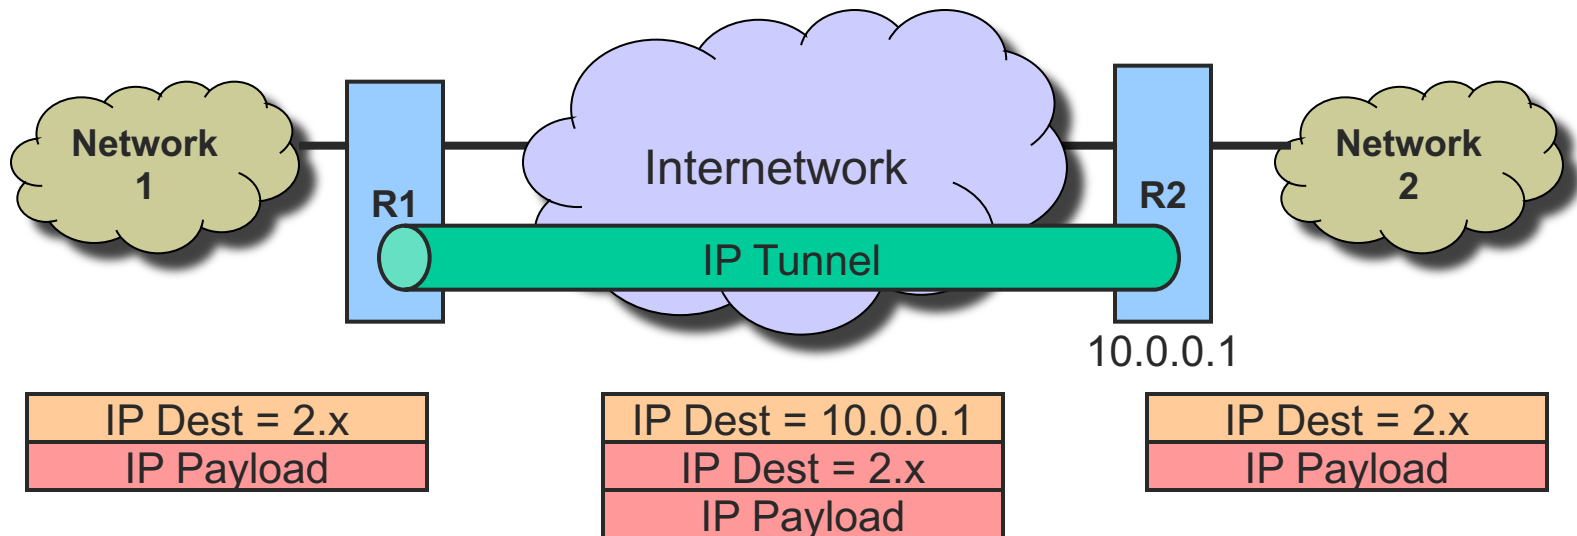 Network
1
R1
Internetwork
IP Tunnel
R2
10.0.0.1
Network
2
IP Dest = 2.x
IP Payload
IP Dest = 10.0.0.1
IP Dest = 2.x
IP Payload
IP Dest = 2.x
IP Payload